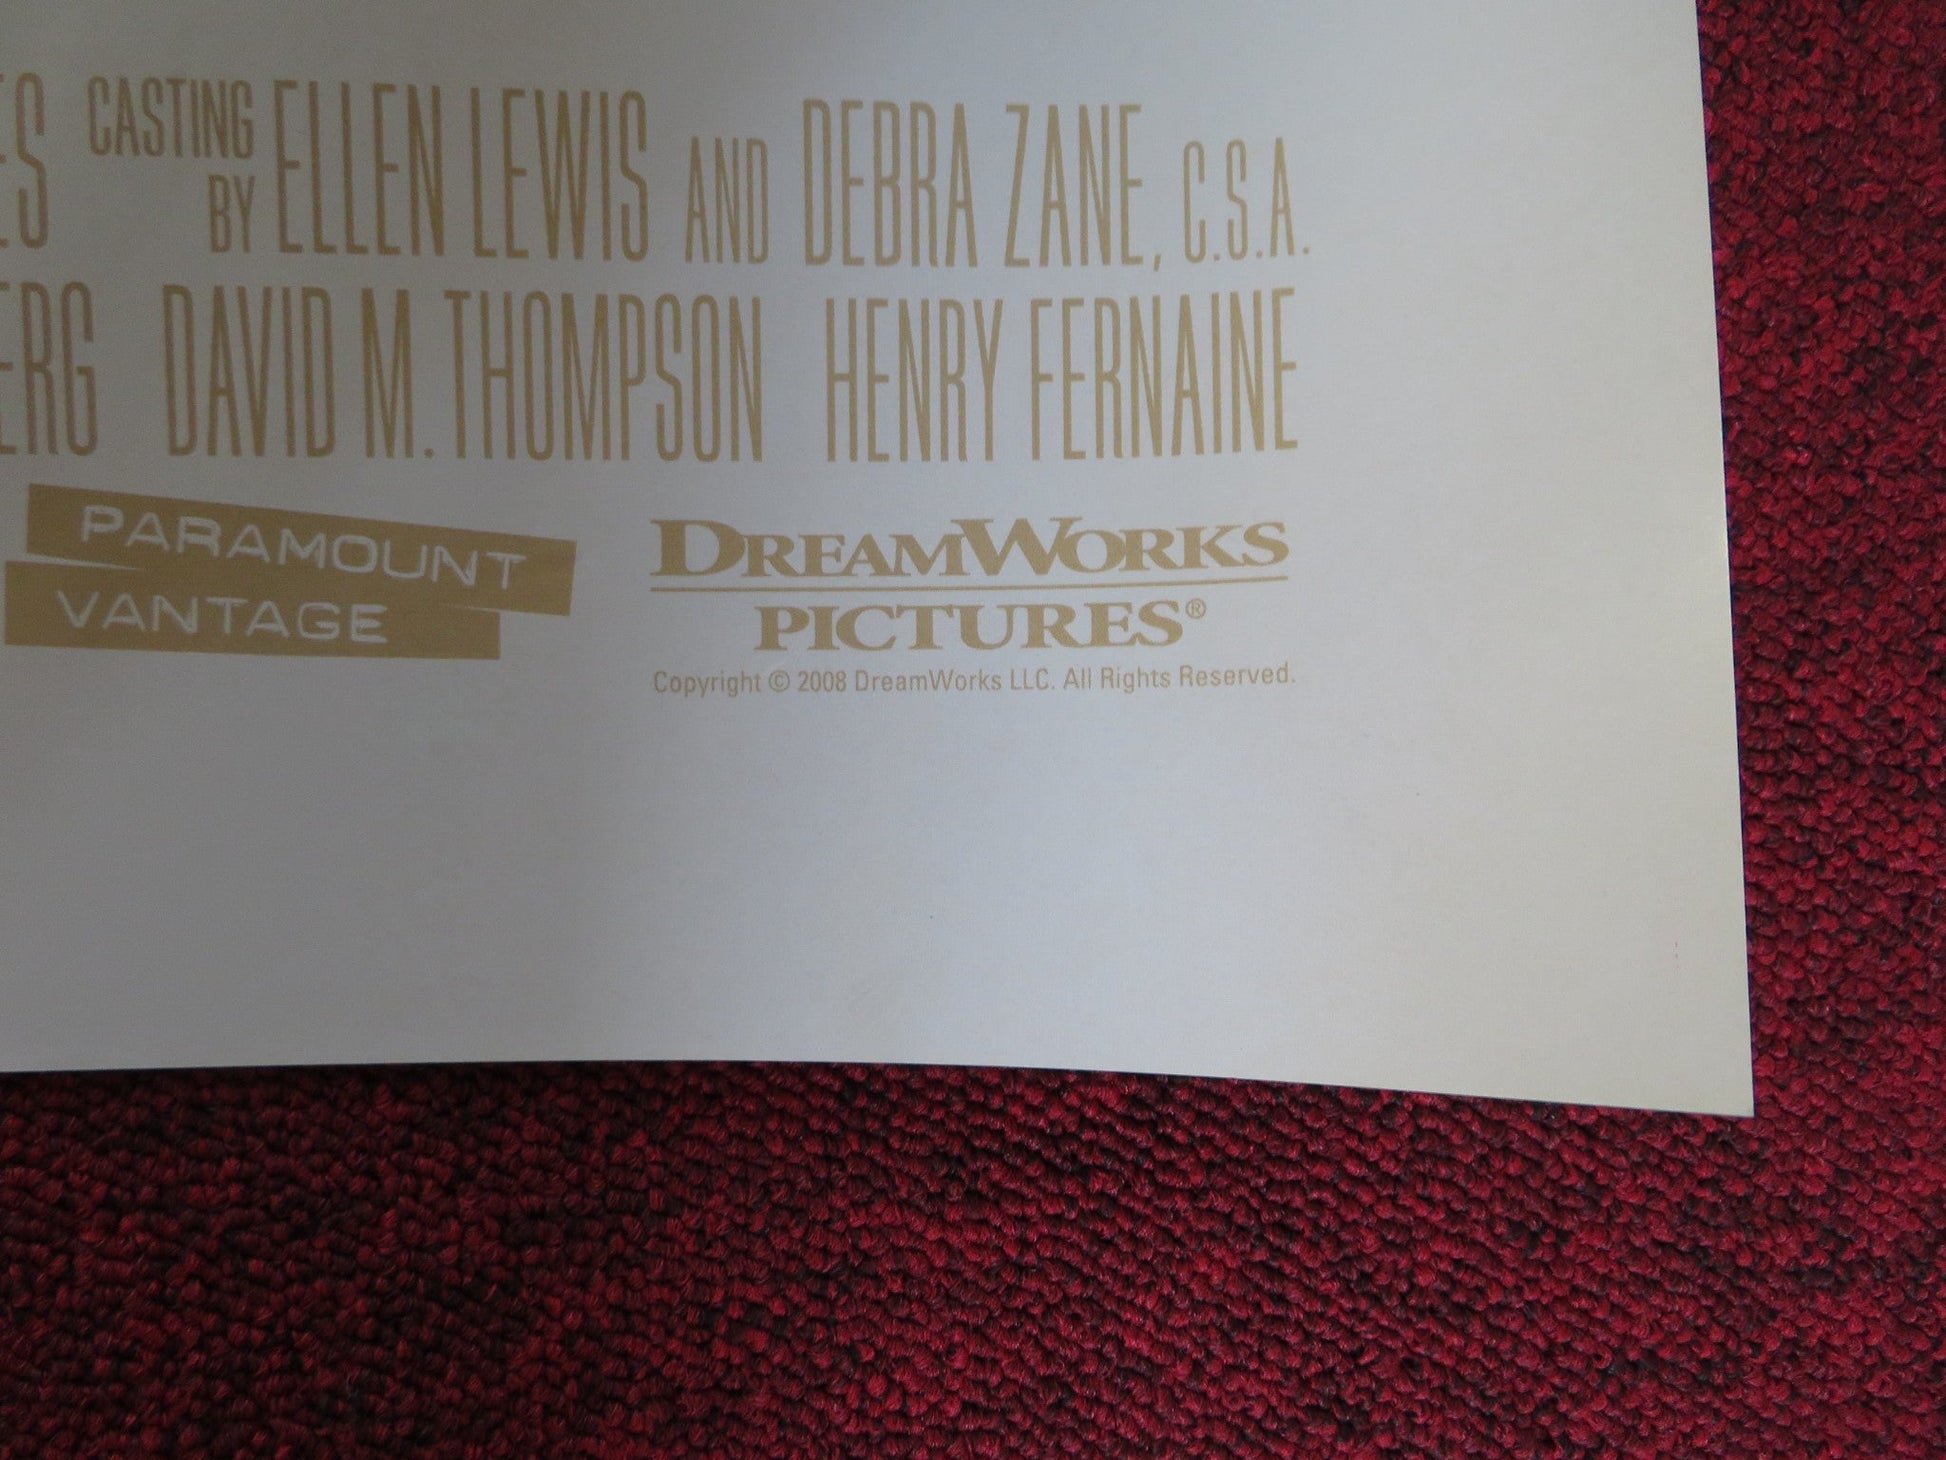 ES CASTING BY ELLEN LEWIS AND DEBRA ZANE, C.S.A.
ERG DAVID M. THOMPSON HENRY FERNAINE
PARAMOUNT
VANTAGE
DREAMWORKS
PICTURES®
Copyright © 2008 DreamWorks LLC. All Rights Reserved.